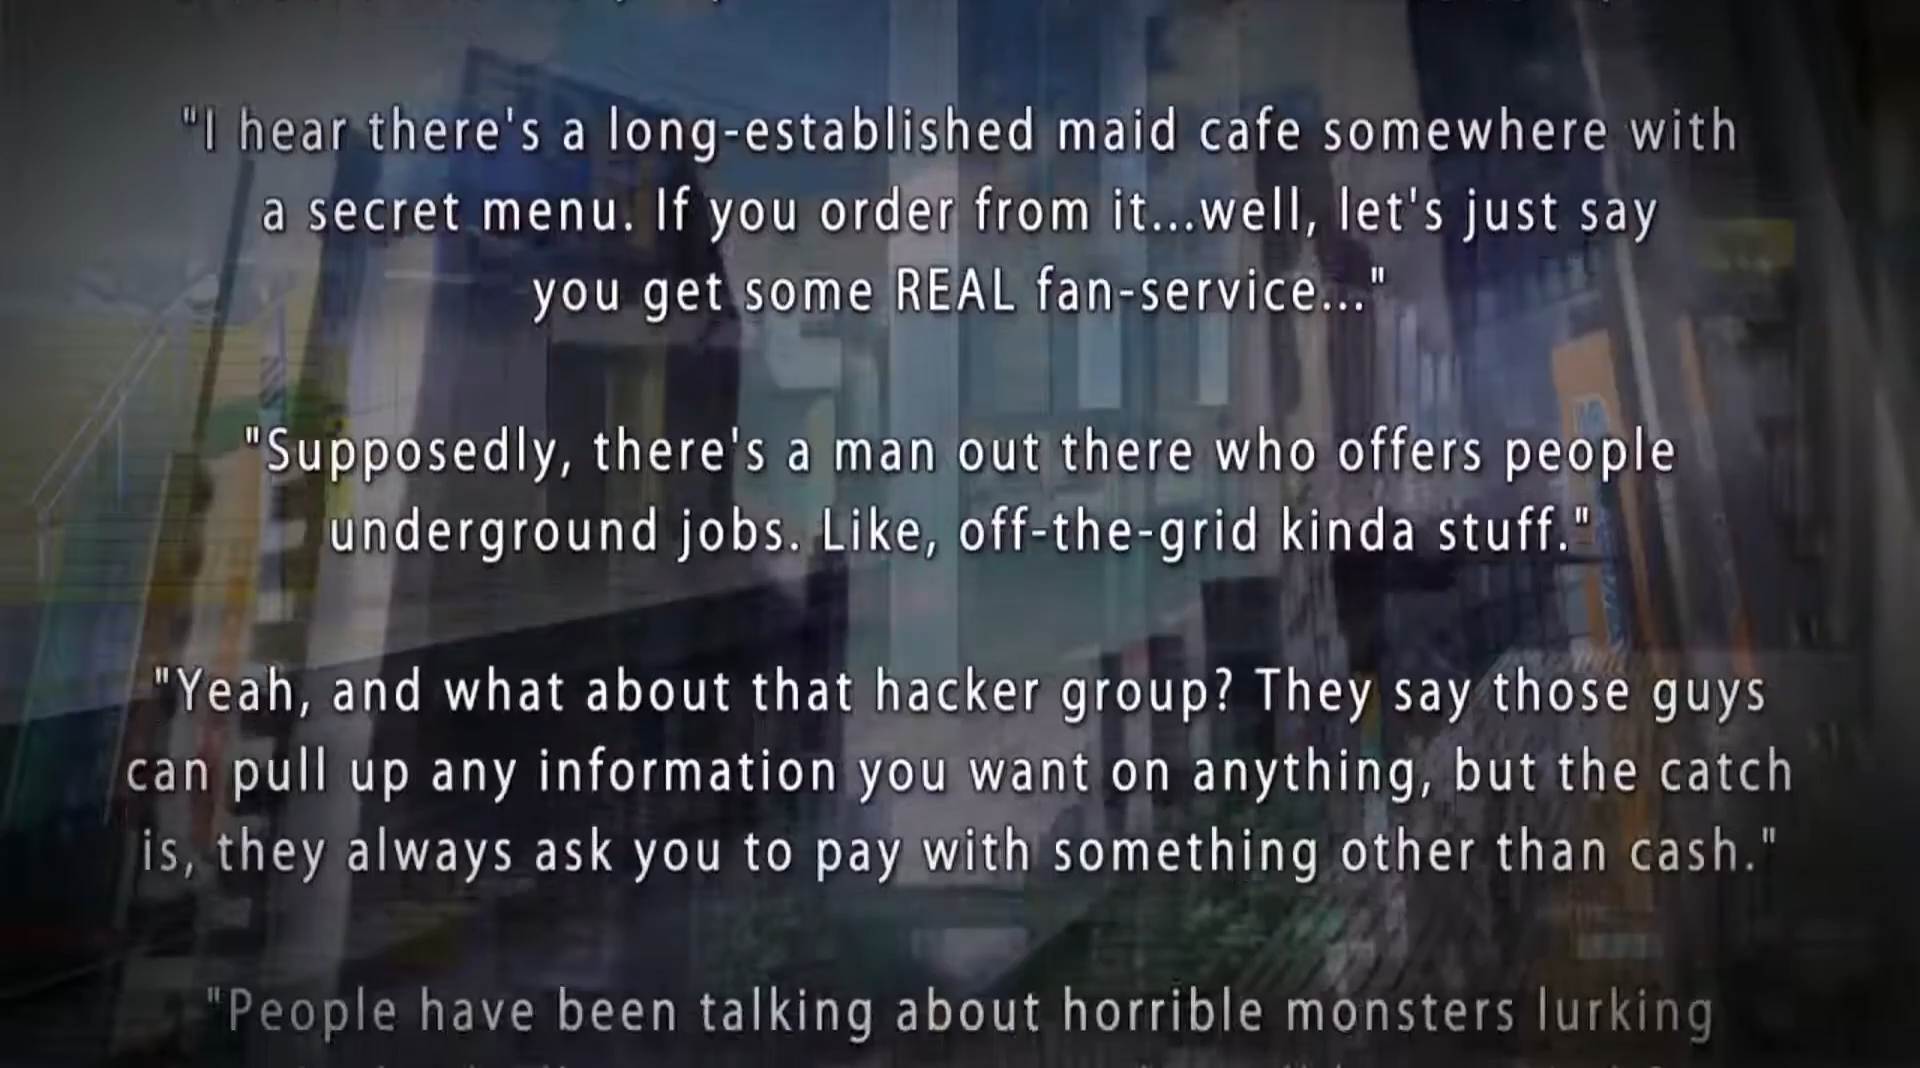 "I hear there's a long-established maid cafe somewhere with
a secret menu. If you order from it...well, let's just say
you get some REAL fan-service..."
"Supposedly, there's a man out there who offers people
underground jobs. Like, off-the-grid kinda stuff."
"Yeah, and what about that hacker group? They say those guys
can pull up any information you want on anything, but the catch
is, they always ask you to pay with something other than cash."
"People have been talking about horrible monsters lurking